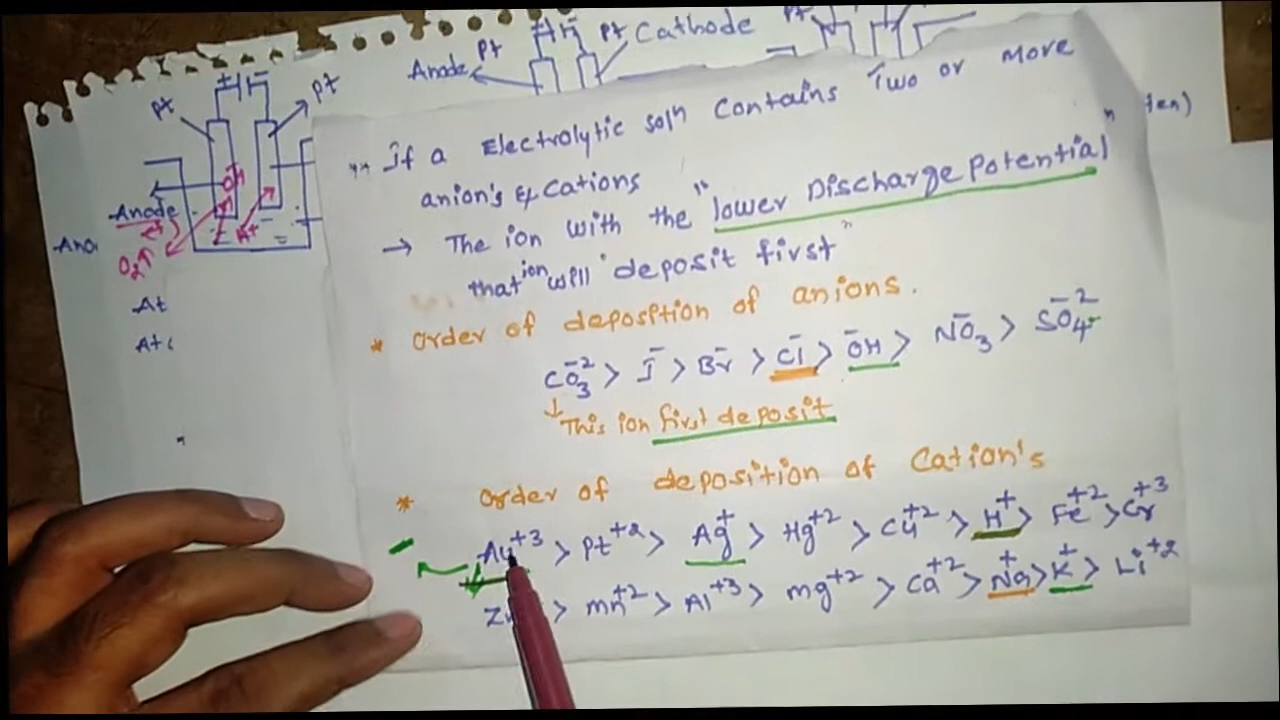 Pt Pt Cathode Pt
Anode
Pt Pt
** If a Electrolytic soln contains Two or more
ten)
anion's & Cations
→ The ion with the "lower Discharge potential"
that ion will "deposit first"
OH
Anode
Ano
O2↑
At
At
* order of deposition of anions.
CO3-2 > I- > Br- > Cl- > OH- > NO3- > SO4-2
↓ This ion first deposit
* order of deposition of Cation's
Au+3 > Pt+2 > Ag+ > Hg+2 > Cu+2 > H+ > Fe+2 > Cr+3
> Mn+2 > Al+3 > mg+2 > Ca+2 > Na+ > K+ > Li+2